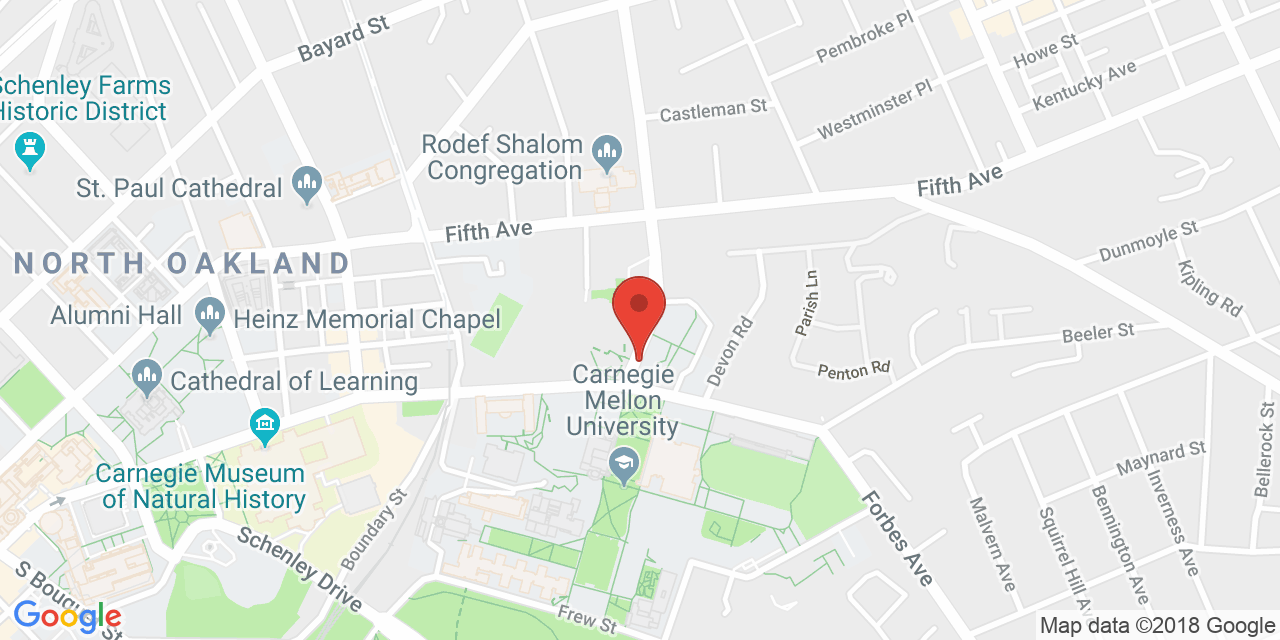 Bayard St
Pembroke Pl
Howe St
Kentucky Ave
Schenley Farms
Historic District
Castleman St
Westminster Pl
Rodef Shalom
Congregation
St. Paul Cathedral
Fifth Ave
Fifth Ave
Dunmoyle St
NORTH OAKLAND
Kipling Rd
Parish Ln
Alumni Hall
Heinz Memorial Chapel
Beeler St
Devon Rd
Penton Rd
Cathedral of Learning
Carnegie
Mellon
University
Bellerock St
Maynard St
Carnegie Museum
of Natural History
Boundary St
Forbes Ave
Malvern Ave
Squirrel Hill Av
Bennington Ave
Inverness Ave
Schenley Drive
S Bouqu
St
Frew St
Google
Map data ©2018 Google